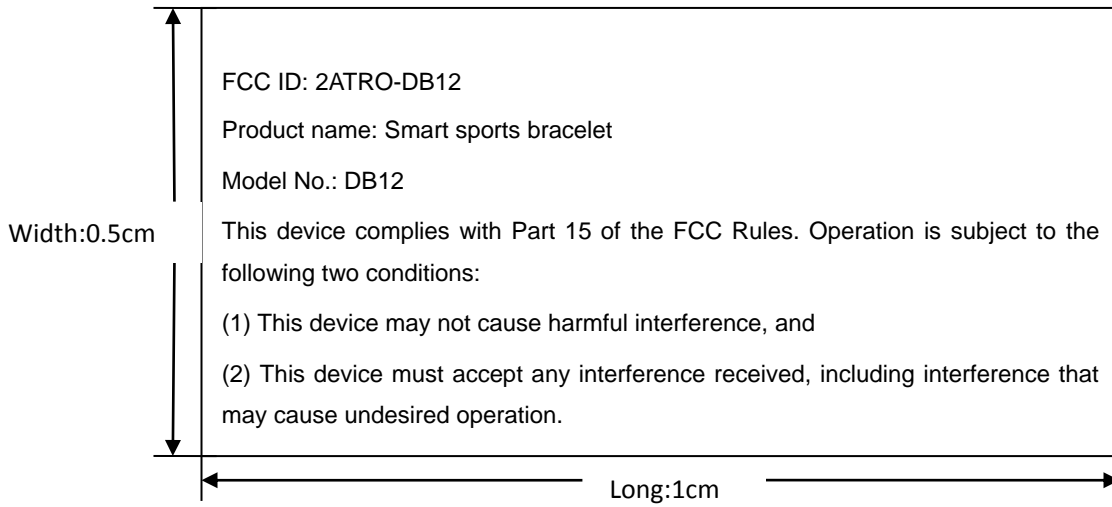 FCC ID: 2ATRO-DB12
Product name: Smart sports bracelet
Model No.: DB12
Width:0.5cm
This device complies with Part 15 of the FCC Rules. Operation is subject to the
following two conditions:
(1) This device may not cause harmful interference, and
(2) This device must accept any interference received, including interference that
may cause undesired operation.
Long:1cm